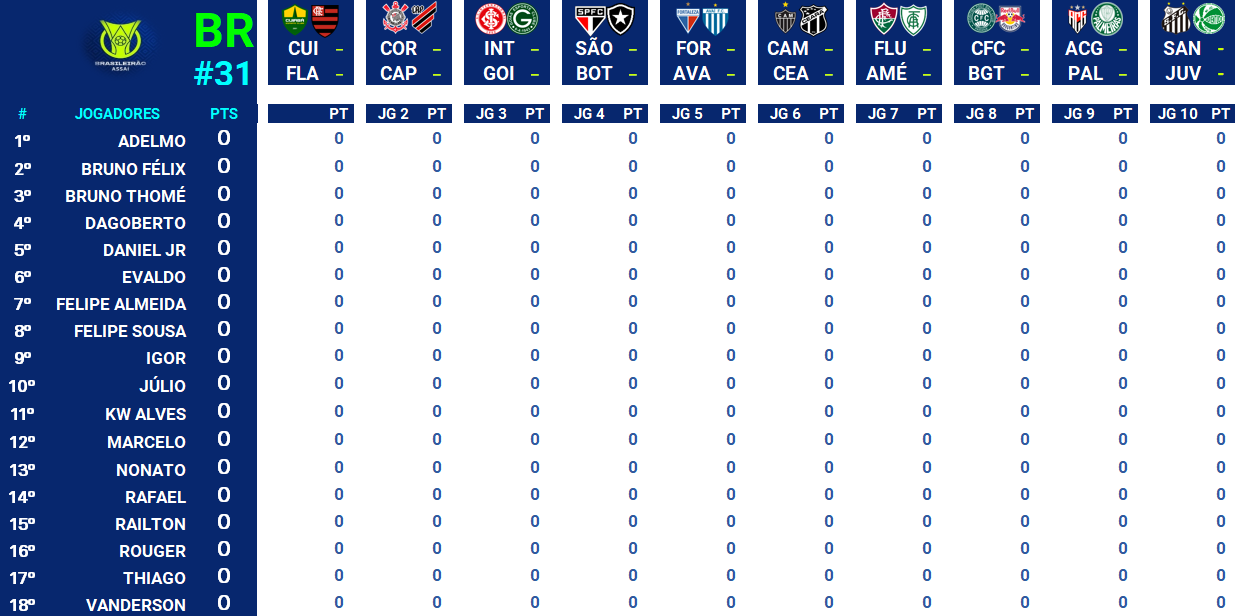 BRASILEIRÃO
ASSAÍ
BR
#31
CUI - COR - INT - SÃO - FOR - CAM - FLU - CFC - ACG - SAN -
FLA - CAP - GOI - BOT - AVA - CEA - AMÉ - BGT - PAL - JUV -
# JOGADORES PTS PT JG 2 PT JG 3 PT JG 4 PT JG 5 PT JG 6 PT JG 7 PT JG 8 PT JG 9 PT JG 10 PT
1º ADELMO 0 0 0 0 0 0 0 0 0 0 0
2º BRUNO FÉLIX 0 0 0 0 0 0 0 0 0 0 0
3º BRUNO THOMÉ 0 0 0 0 0 0 0 0 0 0 0
4º DAGOBERTO 0 0 0 0 0 0 0 0 0 0 0
5º DANIEL JR 0 0 0 0 0 0 0 0 0 0 0
6º EVALDO 0 0 0 0 0 0 0 0 0 0 0
7º FELIPE ALMEIDA 0 0 0 0 0 0 0 0 0 0 0
8º FELIPE SOUSA 0 0 0 0 0 0 0 0 0 0 0
9º IGOR 0 0 0 0 0 0 0 0 0 0 0
10º JÚLIO 0 0 0 0 0 0 0 0 0 0 0
11º KW ALVES 0 0 0 0 0 0 0 0 0 0 0
12º MARCELO 0 0 0 0 0 0 0 0 0 0 0
13º NONATO 0 0 0 0 0 0 0 0 0 0 0
14º RAFAEL 0 0 0 0 0 0 0 0 0 0 0
15º RAILTON 0 0 0 0 0 0 0 0 0 0 0
16º ROUGER 0 0 0 0 0 0 0 0 0 0 0
17º THIAGO 0 0 0 0 0 0 0 0 0 0 0
18º VANDERSON 0 0 0 0 0 0 0 0 0 0 0